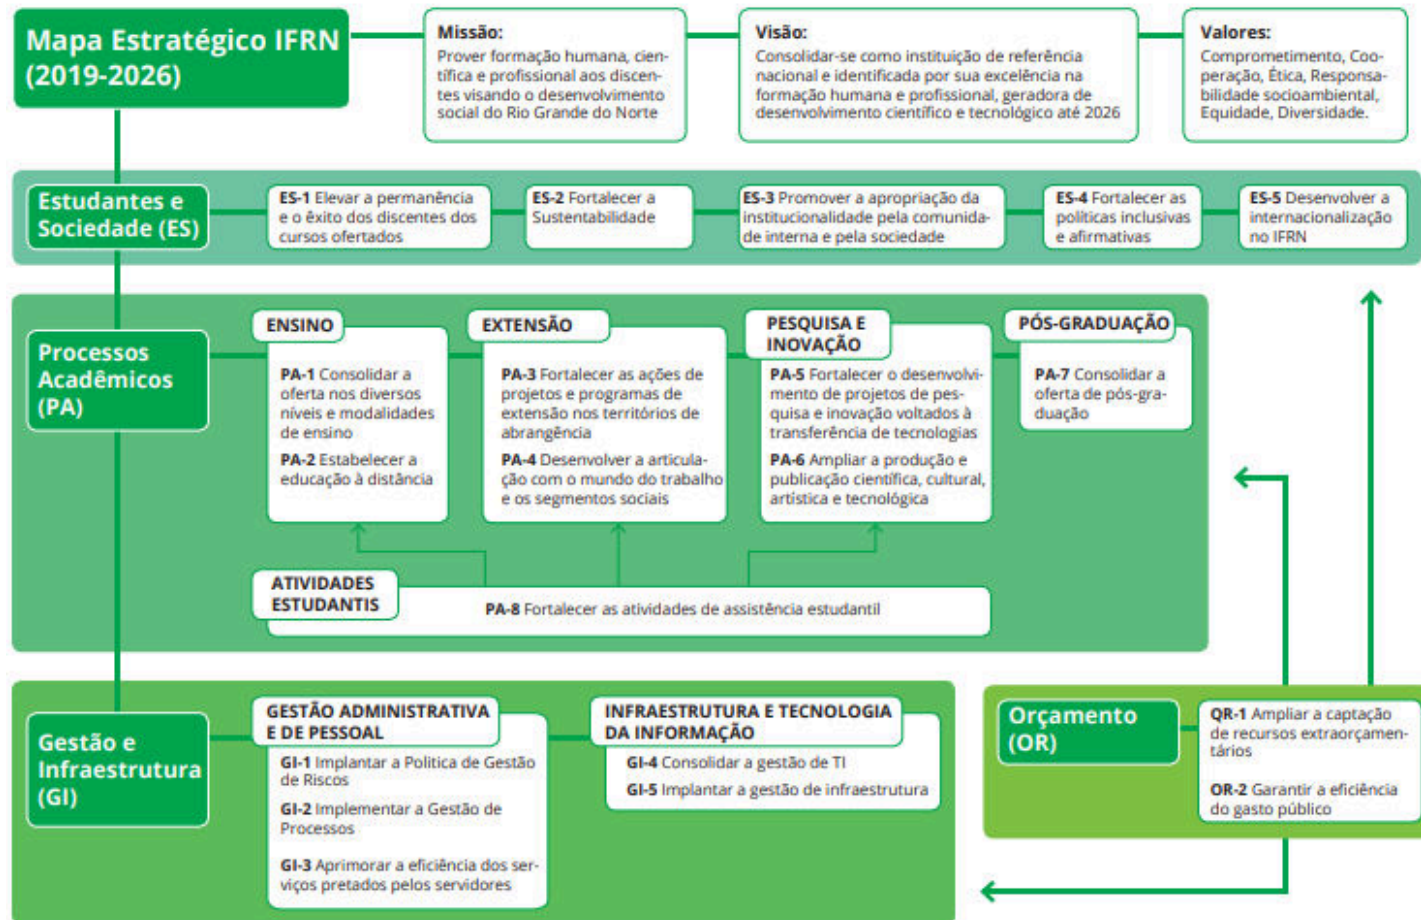 Mapa Estratégico IFRN
(2019-2026)
Missão:
Prover formação humana, cien-
tífica e profissional aos discen-
tes visando o desenvolvimento
social do Rio Grande do Norte
Visão:
Consolidar-se como instituição de referência
nacional e identificada por sua excelência na
formação humana e profissional, geradora de
desenvolvimento científico e tecnológico até 2026
Valores:
Comprometimento, Coo-
peração, Ética, Responsa-
bilidade socioambiental,
Equidade, Diversidade.
Estudantes e
Sociedade (ES)
ES-1 Elevar a permanência
e o êxito dos discentes dos
cursos ofertados
ES-2 Fortalecer a
Sustentabilidade
ES-3 Promover a apropriação da
institucionalidade pela comunida-
de interna e pela sociedade
ES-4 Fortalecer as
políticas inclusivas
e afirmativas
ES-5 Desenvolver a
internacionalização
no IFRN
Processos
Acadêmicos
(PA)
ENSINO
PA-1 Consolidar a
oferta nos diversos
níveis e modalidades
de ensino
PA-2 Estabelecer a
educação à distância
EXTENSÃO
PA-3 Fortalecer as ações de
projetos e programas de
extensão nos territórios de
abrangência
PA-4 Desenvolver a articula-
ção com o mundo do trabalho
e os segmentos sociais
PESQUISA E
INOVAÇÃO
PA-5 Fortalecer o desenvolvi-
mento de projetos de pes-
quisa e inovação voltados à
transferência de tecnologias
PA-6 Ampliar a produção e
publicação científica, cultural,
artística e tecnológica
PÓS-GRADUAÇÃO
PA-7 Consolidar a
oferta de pós-gra-
duação
ATIVIDADES
ESTUDANTIS
PA-8 Fortalecer as atividades de assistência estudantil
Gestão e
Infraestrutura
(GI)
GESTÃO ADMINISTRATIVA
E DE PESSOAL
GI-1 Implantar a Politica de Gestão
de Riscos
GI-2 Implementar a Gestão de
Processos
GI-3 Aprimorar a eficiência dos ser-
viços pretados pelos servidores
INFRAESTRUTURA E TECNOLOGIA
DA INFORMAÇÃO
GI-4 Consolidar a gestão de TI
GI-5 Implantar a gestão de infraestrutura
Orçamento
(OR)
QR-1 Ampliar a captação
de recursos extraorçamen-
tários
OR-2 Garantir a eficiência
do gasto público